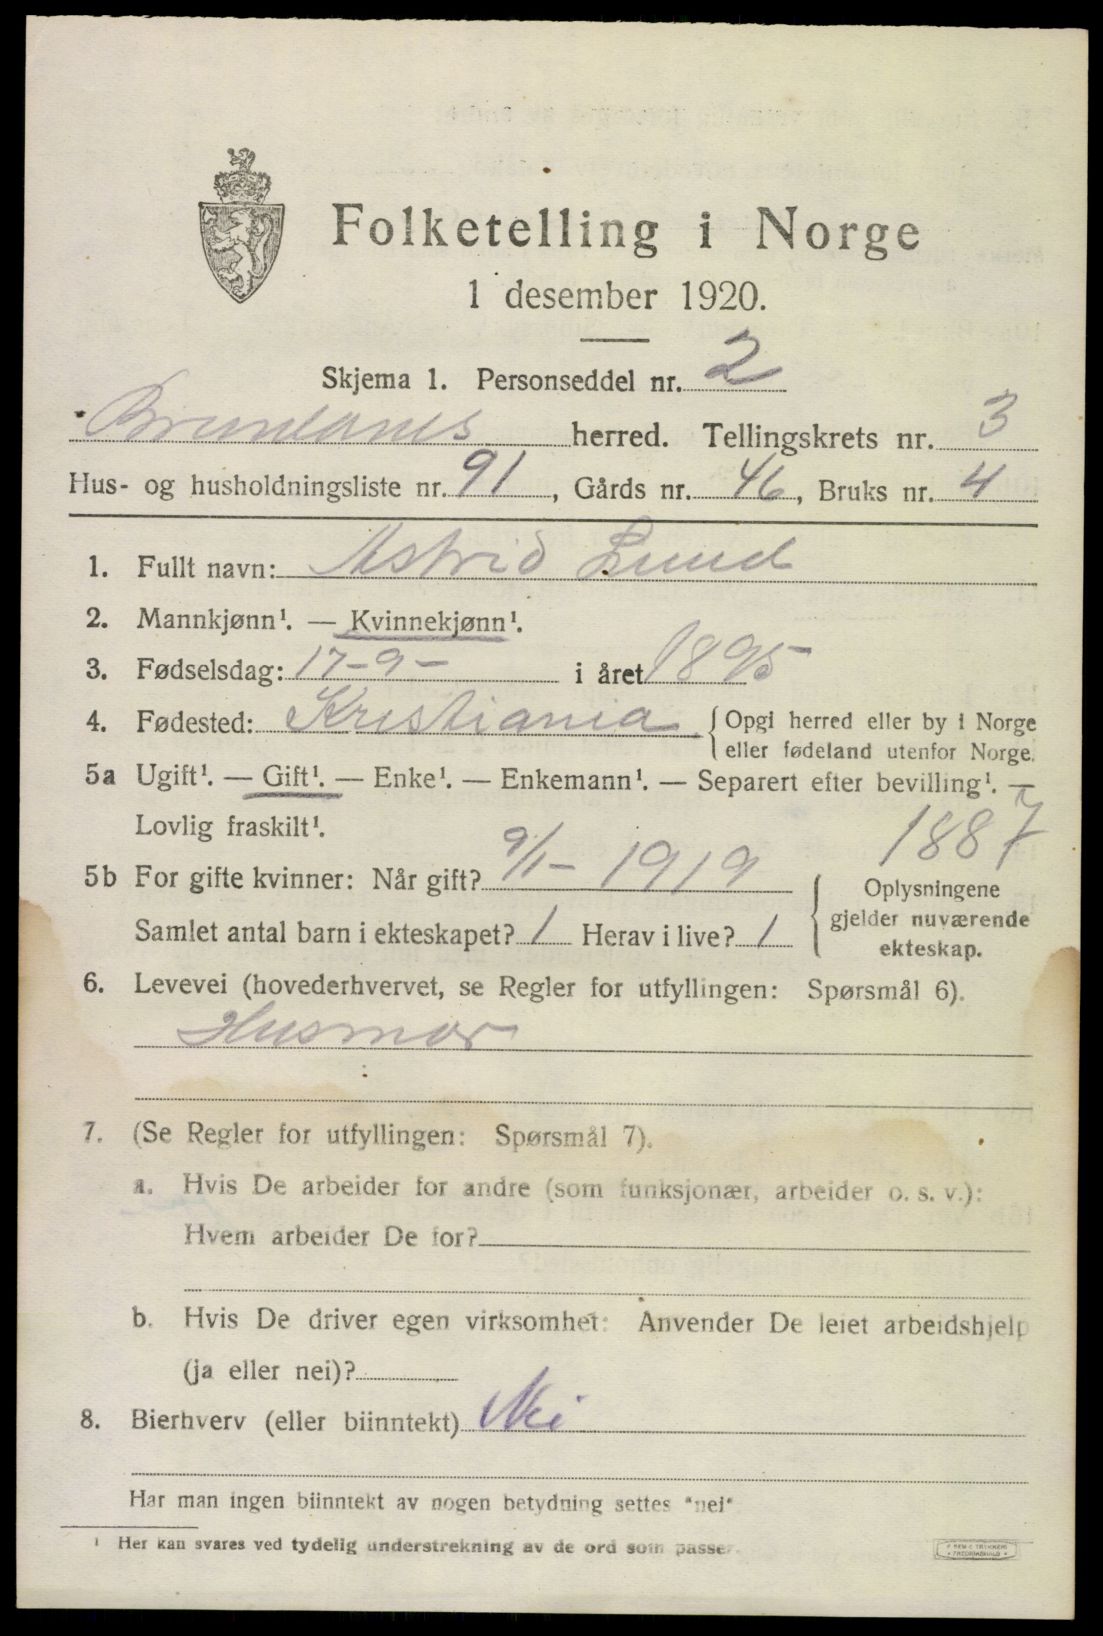 Folketelling i Norge
1 desember 1920.
Skjema 1. Personseddel nr. 2
Brunlanes herred. Tellingskrets nr. 3
Hus- og husholdningsliste nr. 91, Gårds nr. 46, Bruks nr. 4
1. Fullt navn: Astrid Lund
2. Mannkjønn¹. — Kvinnekjønn¹.
3. Fødselsdag: 17-9- i året 1895
4. Fødested: Kristiania {Opgi herred eller by i Norge
eller fødeland utenfor Norge.
5a Ugift¹. — Gift¹. — Enke¹. — Enkemann¹. — Separert efter bevilling¹. —
Lovlig fraskilt¹. 1887
5b For gifte kvinner: Når gift? 9/1-1919
Oplysningene
gjelder nuværende
ekteskap.
Samlet antal barn i ekteskapet? 1 Herav i live? 1
6. Levevei (hovederhvervet, se Regler for utfyllingen: Spørsmål 6).
Husmor
7. (Se Regler for utfyllingen: Spørsmål 7).
a. Hvis De arbeider for andre (som funksjonær, arbeider o. s. v.):
Hvem arbeider De for?
b. Hvis De driver egen virksomhet: Anvender De leiet arbeidshjelp
(ja eller nei)?
8. Bierhverv (eller biinntekt) Nei
Har man ingen biinntekt av nogen betydning settes "nei"
¹ Her kan svares ved tydelig understrekning av de ord som passer.